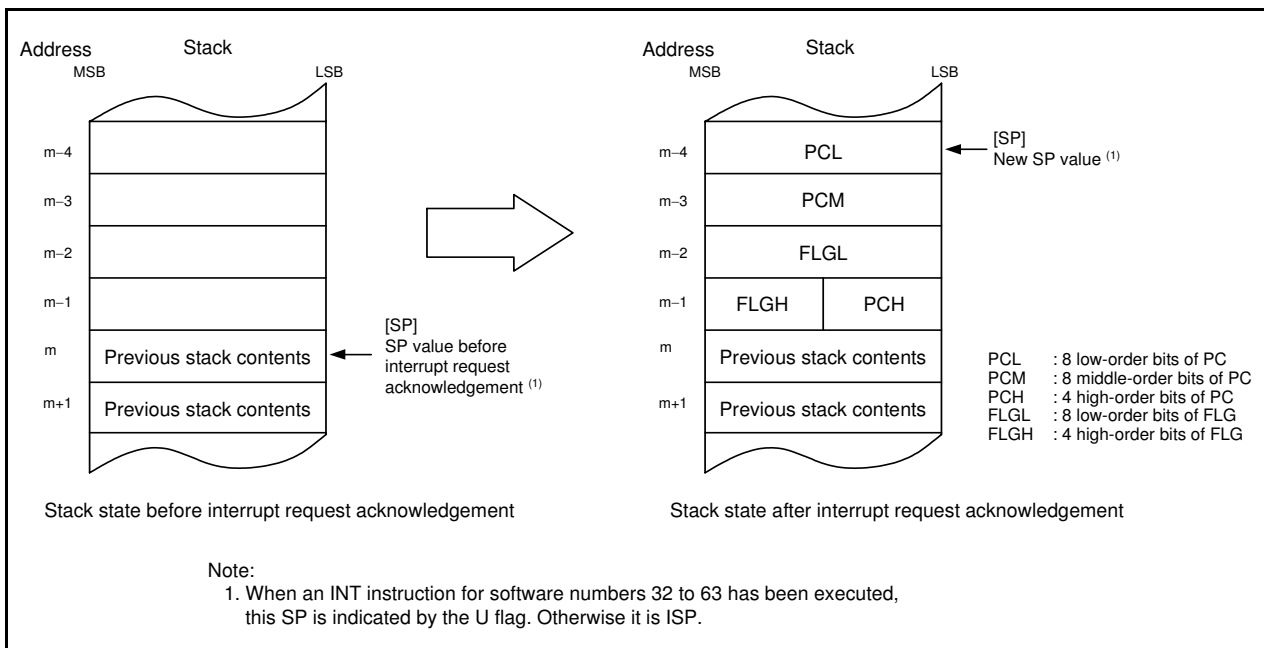 Address Stack
MSB LSB
m−4
m−3
m−2
m−1
m Previous stack contents
m+1 Previous stack contents
[SP]
SP value before
interrupt request
acknowledgement (1)
Stack state before interrupt request acknowledgement
Address Stack
MSB LSB
m−4 PCL
m−3 PCM
m−2 FLGL
m−1 FLGH PCH
m Previous stack contents
m+1 Previous stack contents
[SP]
New SP value (1)
PCL : 8 low-order bits of PC
PCM : 8 middle-order bits of PC
PCH : 4 high-order bits of PC
FLGL : 8 low-order bits of FLG
FLGH : 4 high-order bits of FLG
Stack state after interrupt request acknowledgement
Note:
1. When an INT instruction for software numbers 32 to 63 has been executed,
this SP is indicated by the U flag. Otherwise it is ISP.